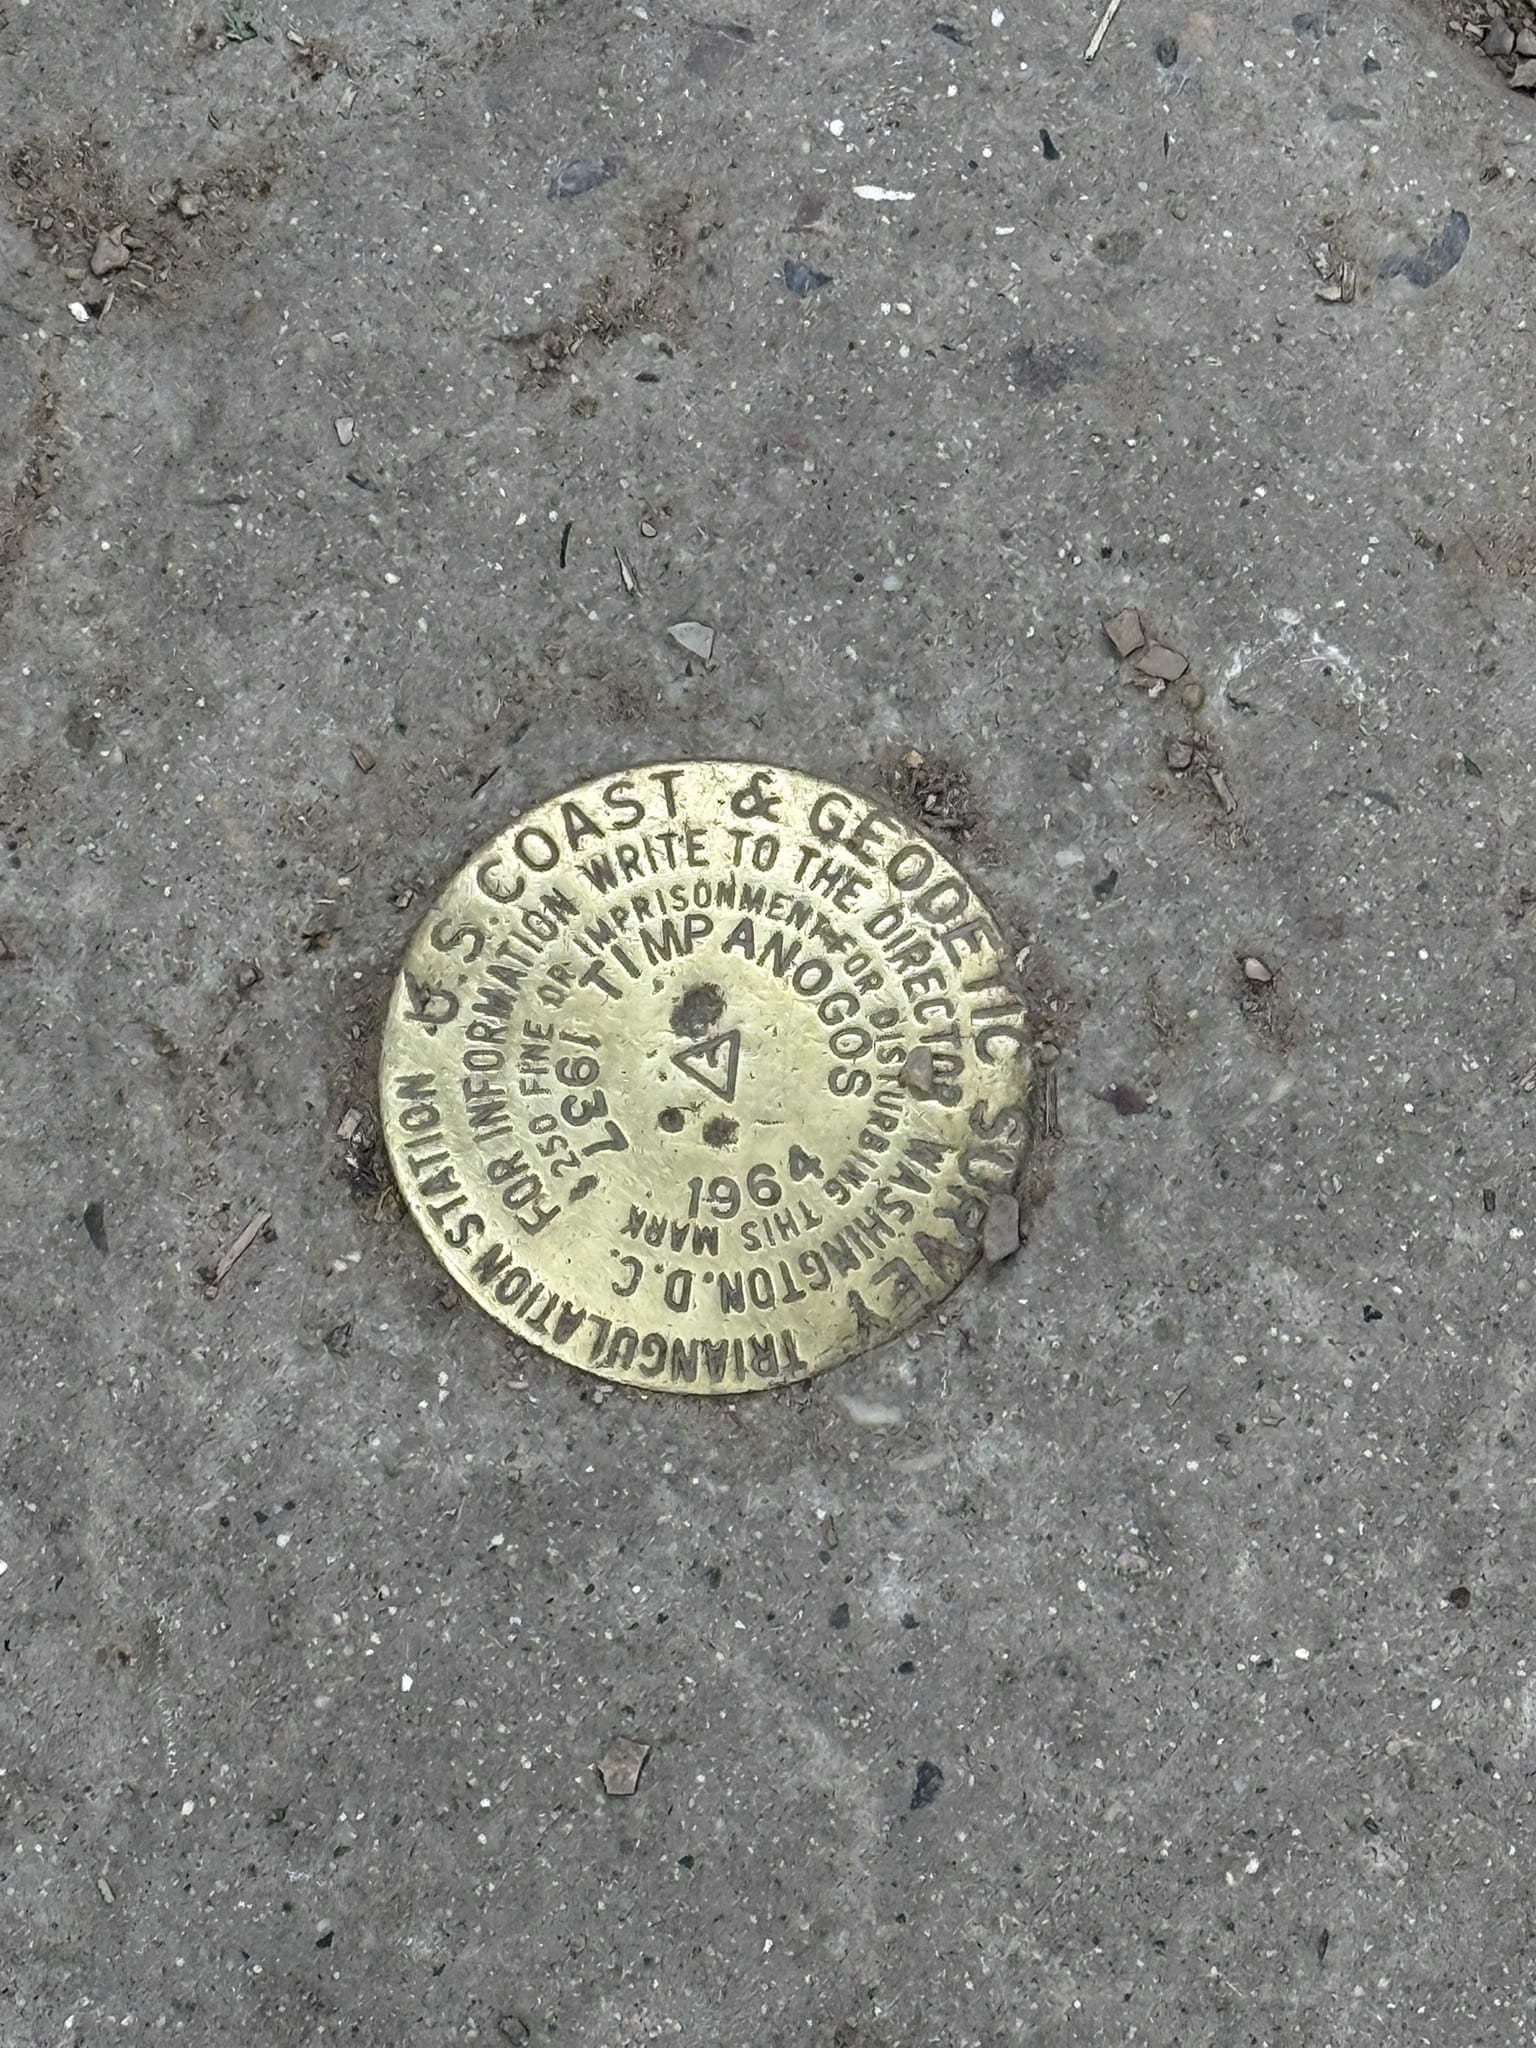 U.S. COAST & GEODETIC SURVEY
TRIANGULATION STATION
FOR INFORMATION WRITE TO THE DIRECTOR WASHINGTON. D. C.
250 FINE OR IMPRISONMENT FOR DISTURBING THIS MARK
TIMPANOGOS
1937
1964